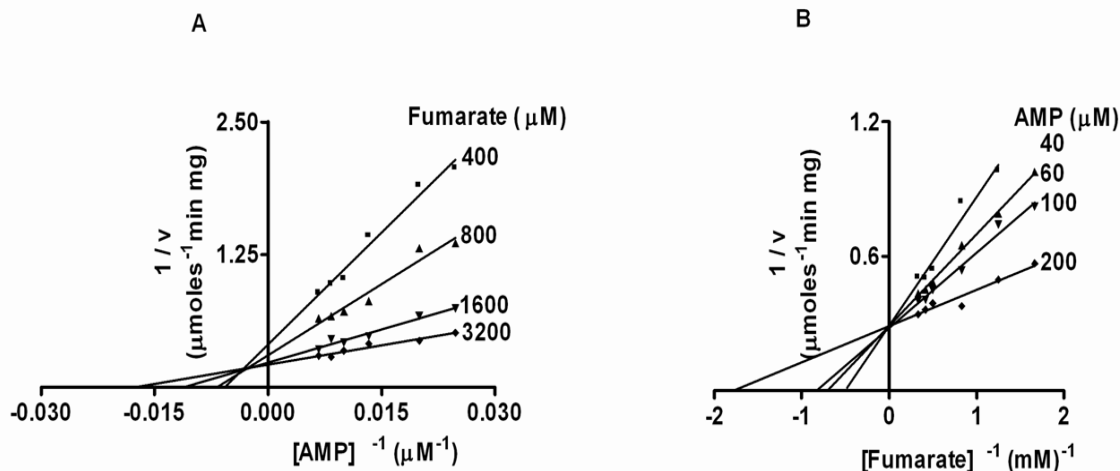 A
Fumarate ( μM)
2.50
400
1 / v
(μmoles⁻¹min mg)
800
1.25
1600
3200
-0.030
-0.015
0.000
0.015
0.030
[AMP] ⁻¹ (μM⁻¹)
B
1.2
AMP (μM)
40
60
100
1 / v
(μmoles⁻¹min mg)
0.6
200
-2
-1
0
1
2
[Fumarate] ⁻¹ (mM)⁻¹